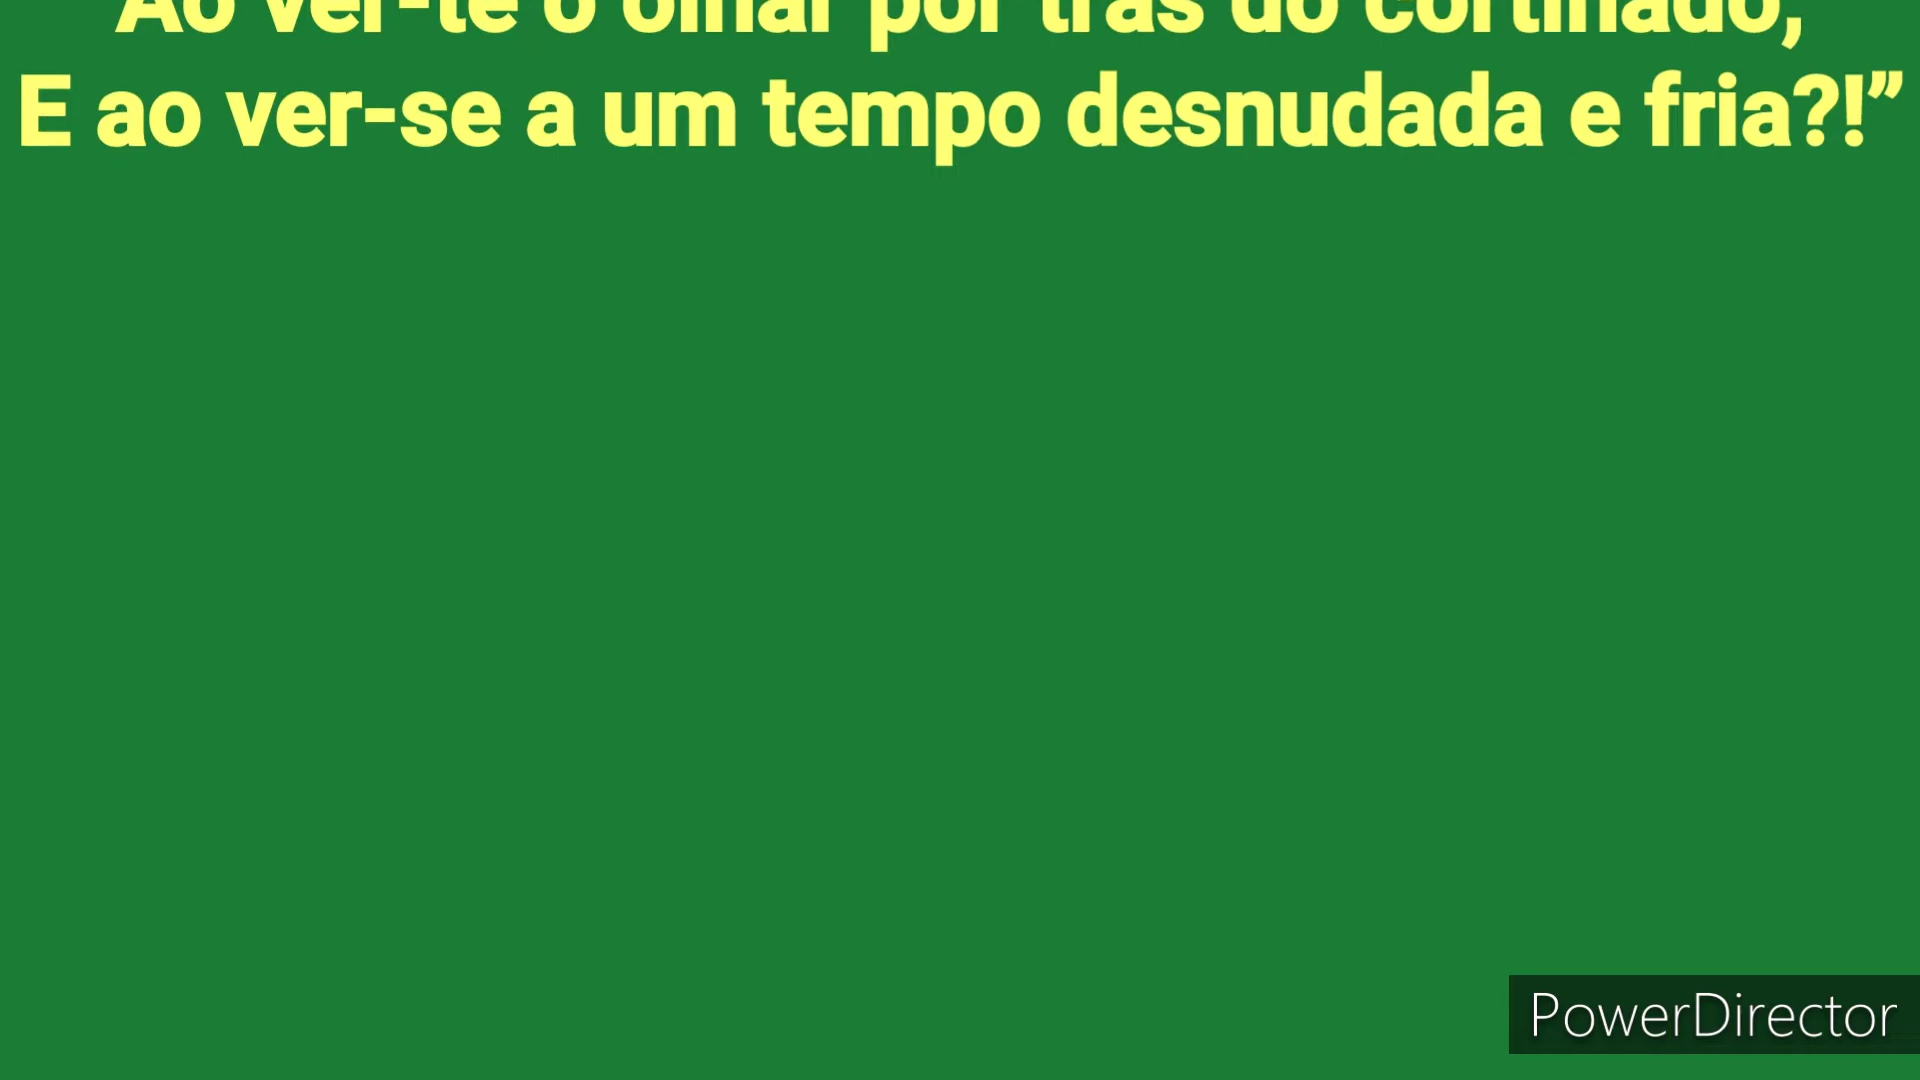 Ao ver-te o olhar por trás do cortinado,
E ao ver-se a um tempo desnudada e fria?!”
PowerDirector